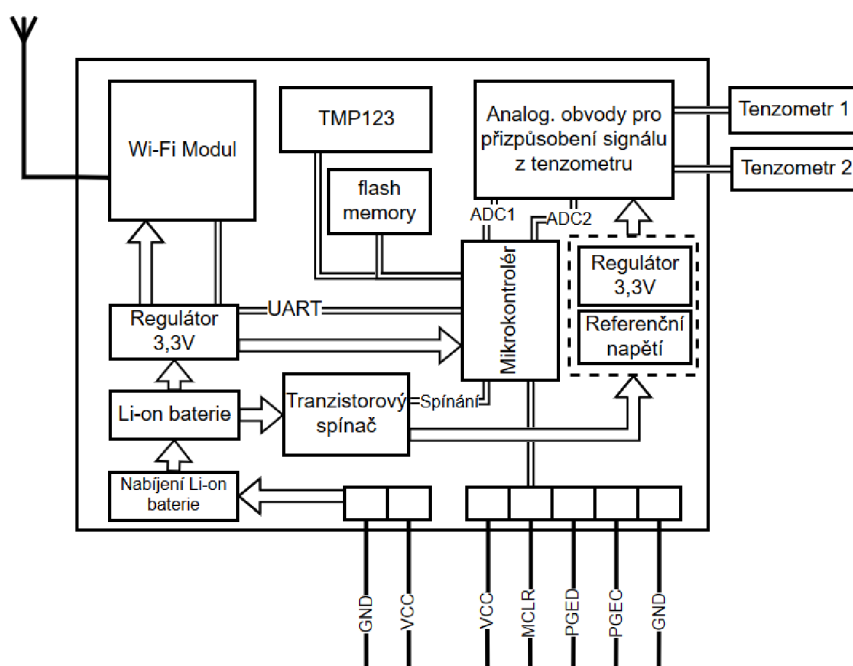 Wi-Fi Modul
TMP123
flash
memory
Analog. obvody pro
přizpůsobení signálu
z tenzometru
Tenzometr 1
Tenzometr 2
ADC1
ADC2
Mikrokontrolér
Regulátor
3,3V
Referenční
napětí
Regulátor
3,3V
UART
Li-on baterie
Tranzistorový
spínač
Spínání
Nabíjení Li-on
baterie
GND
VCC
VCC
MCLR
PGED
PGEC
GND